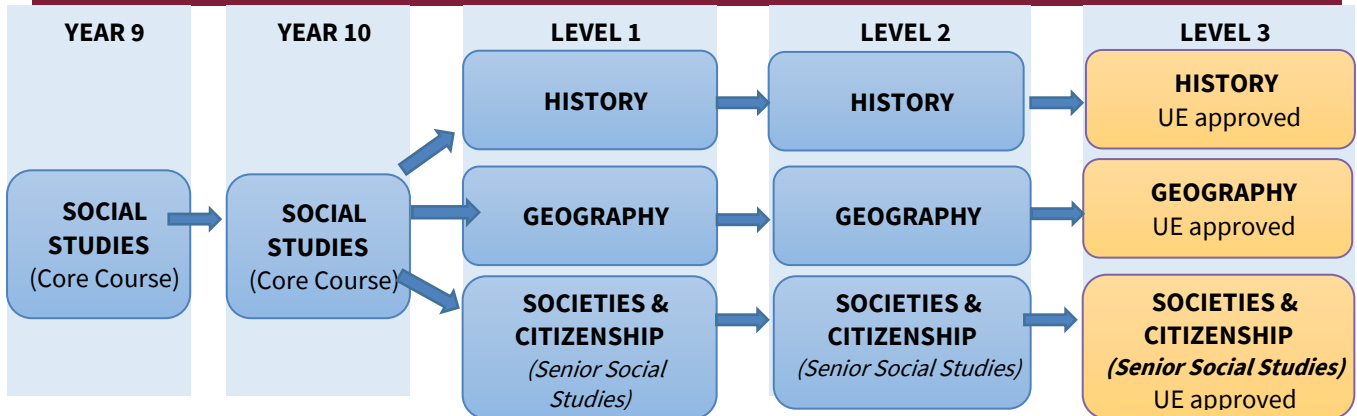 YEAR 9
YEAR 10
LEVEL 1
LEVEL 2
LEVEL 3
SOCIAL
STUDIES
(Core Course)
SOCIAL
STUDIES
(Core Course)
HISTORY
HISTORY
HISTORY
UE approved
GEOGRAPHY
GEOGRAPHY
GEOGRAPHY
UE approved
SOCIETIES &
CITIZENSHIP
(Senior Social
Studies)
SOCIETIES &
CITIZENSHIP
(Senior Social Studies)
SOCIETIES &
CITIZENSHIP
(Senior Social Studies)
UE approved